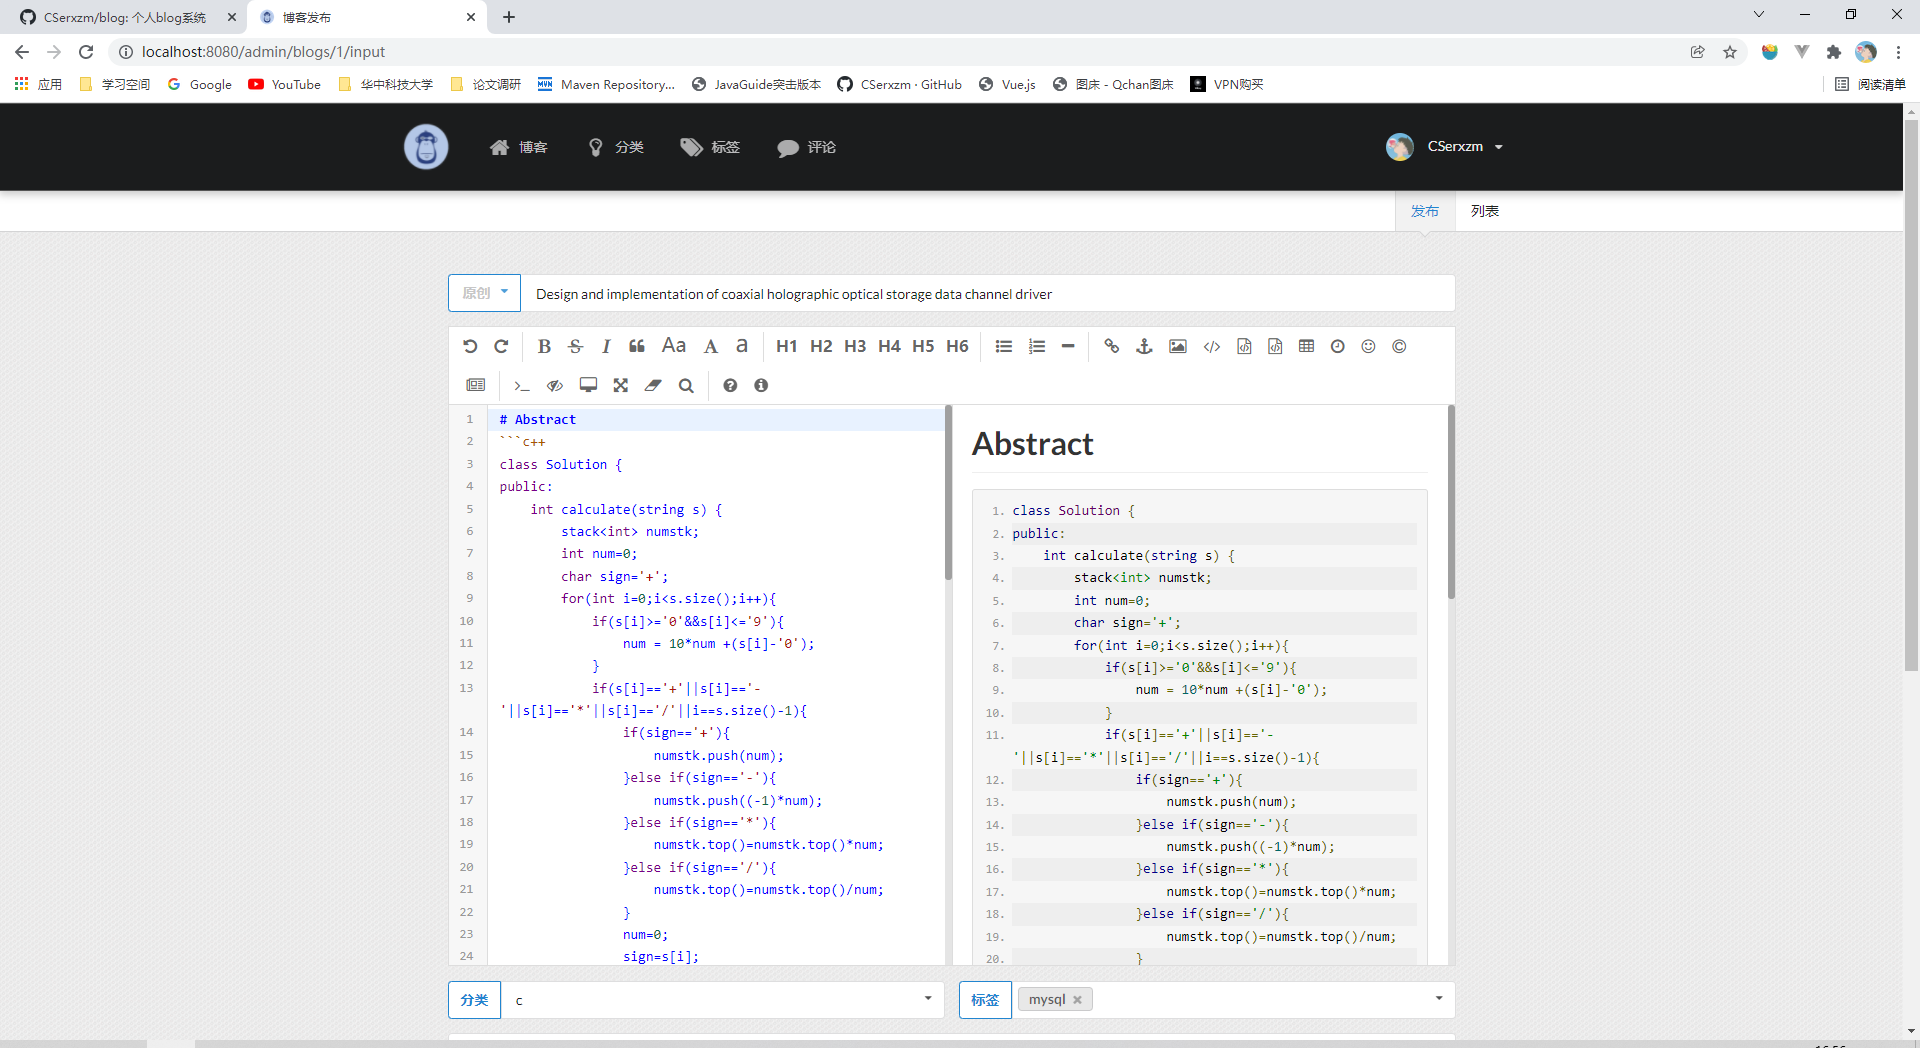 CSerxzm/blog: 个人blog系统
博客发布
localhost:8080/admin/blogs/1/input
应用 学习空间 Google YouTube 华中科技大学 论文调研 Maven Repository... JavaGuide突击版本 CSerxzm · GitHub Vue.js 图床 - Qchan图床 VPN购买 阅读清单
博客 分类 标签 评论 CSerxzm
发布 列表
原创 Design and implementation of coaxial holographic optical storage data channel driver
B S I Aa A a H1 H2 H3 H4 H5 H6
1 # Abstract
2 ```c++
3 class Solution {
4 public:
5 int calculate(string s) {
6 stack<int> numstk;
7 int num=0;
8 char sign='+';
9 for(int i=0;i<s.size();i++){
10 if(s[i]>='0'&&s[i]<='9'){
11 num = 10*num +(s[i]-'0');
12 }
13 if(s[i]=='+'||s[i]=='-
'||s[i]=='*'||s[i]=='/'||i==s.size()-1){
14 if(sign=='+'){
15 numstk.push(num);
16 }else if(sign=='-'){
17 numstk.push((-1)*num);
18 }else if(sign=='*'){
19 numstk.top()=numstk.top()*num;
20 }else if(sign=='/'){
21 numstk.top()=numstk.top()/num;
22 }
23 num=0;
24 sign=s[i];
Abstract
1. class Solution {
2. public:
3. int calculate(string s) {
4. stack<int> numstk;
5. int num=0;
6. char sign='+';
7. for(int i=0;i<s.size();i++){
8. if(s[i]>='0'&&s[i]<='9'){
9. num = 10*num +(s[i]-'0');
10. }
11. if(s[i]=='+'||s[i]=='-
'||s[i]=='*'||s[i]=='/'||i==s.size()-1){
12. if(sign=='+'){
13. numstk.push(num);
14. }else if(sign=='-'){
15. numstk.push((-1)*num);
16. }else if(sign=='*'){
17. numstk.top()=numstk.top()*num;
18. }else if(sign=='/'){
19. numstk.top()=numstk.top()/num;
20. }
分类 c
标签 mysql